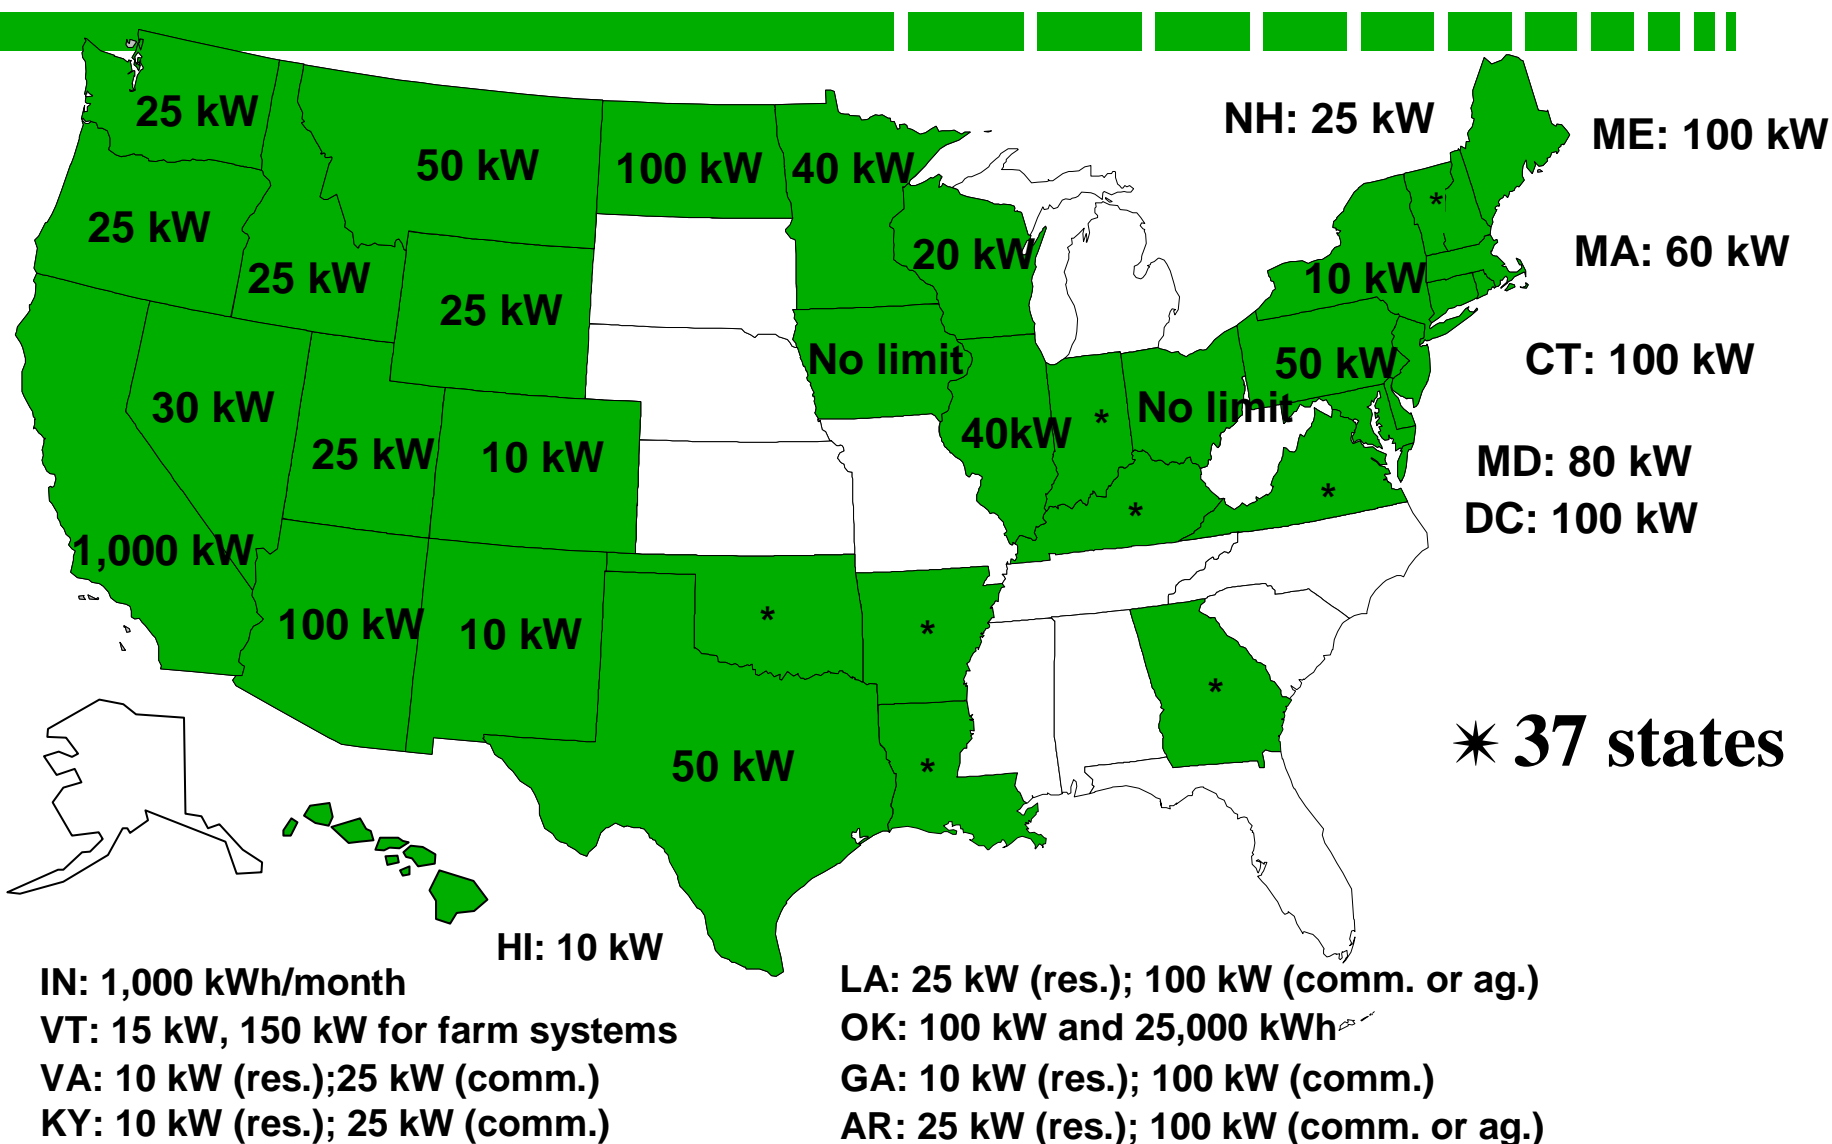 25 kW
NH: 25 kW
ME: 100 kW
50 kW
100 kW
40 kW
*
25 kW
20 kW
MA: 60 kW
25 kW
10 kW
25 kW
No limit
50 kW
CT: 100 kW
30 kW
No limit
*
40kW
25 kW
10 kW
MD: 80 kW
*
*
DC: 100 kW
1,000 kW
100 kW
10 kW
*
*
*
✶ 37 states
50 kW
*
HI: 10 kW
IN: 1,000 kWh/month
VT: 15 kW, 150 kW for farm systems
VA: 10 kW (res.);25 kW (comm.)
KY: 10 kW (res.); 25 kW (comm.)
LA: 25 kW (res.); 100 kW (comm. or ag.)
OK: 100 kW and 25,000 kWh
GA: 10 kW (res.); 100 kW (comm.)
AR: 25 kW (res.); 100 kW (comm. or ag.)